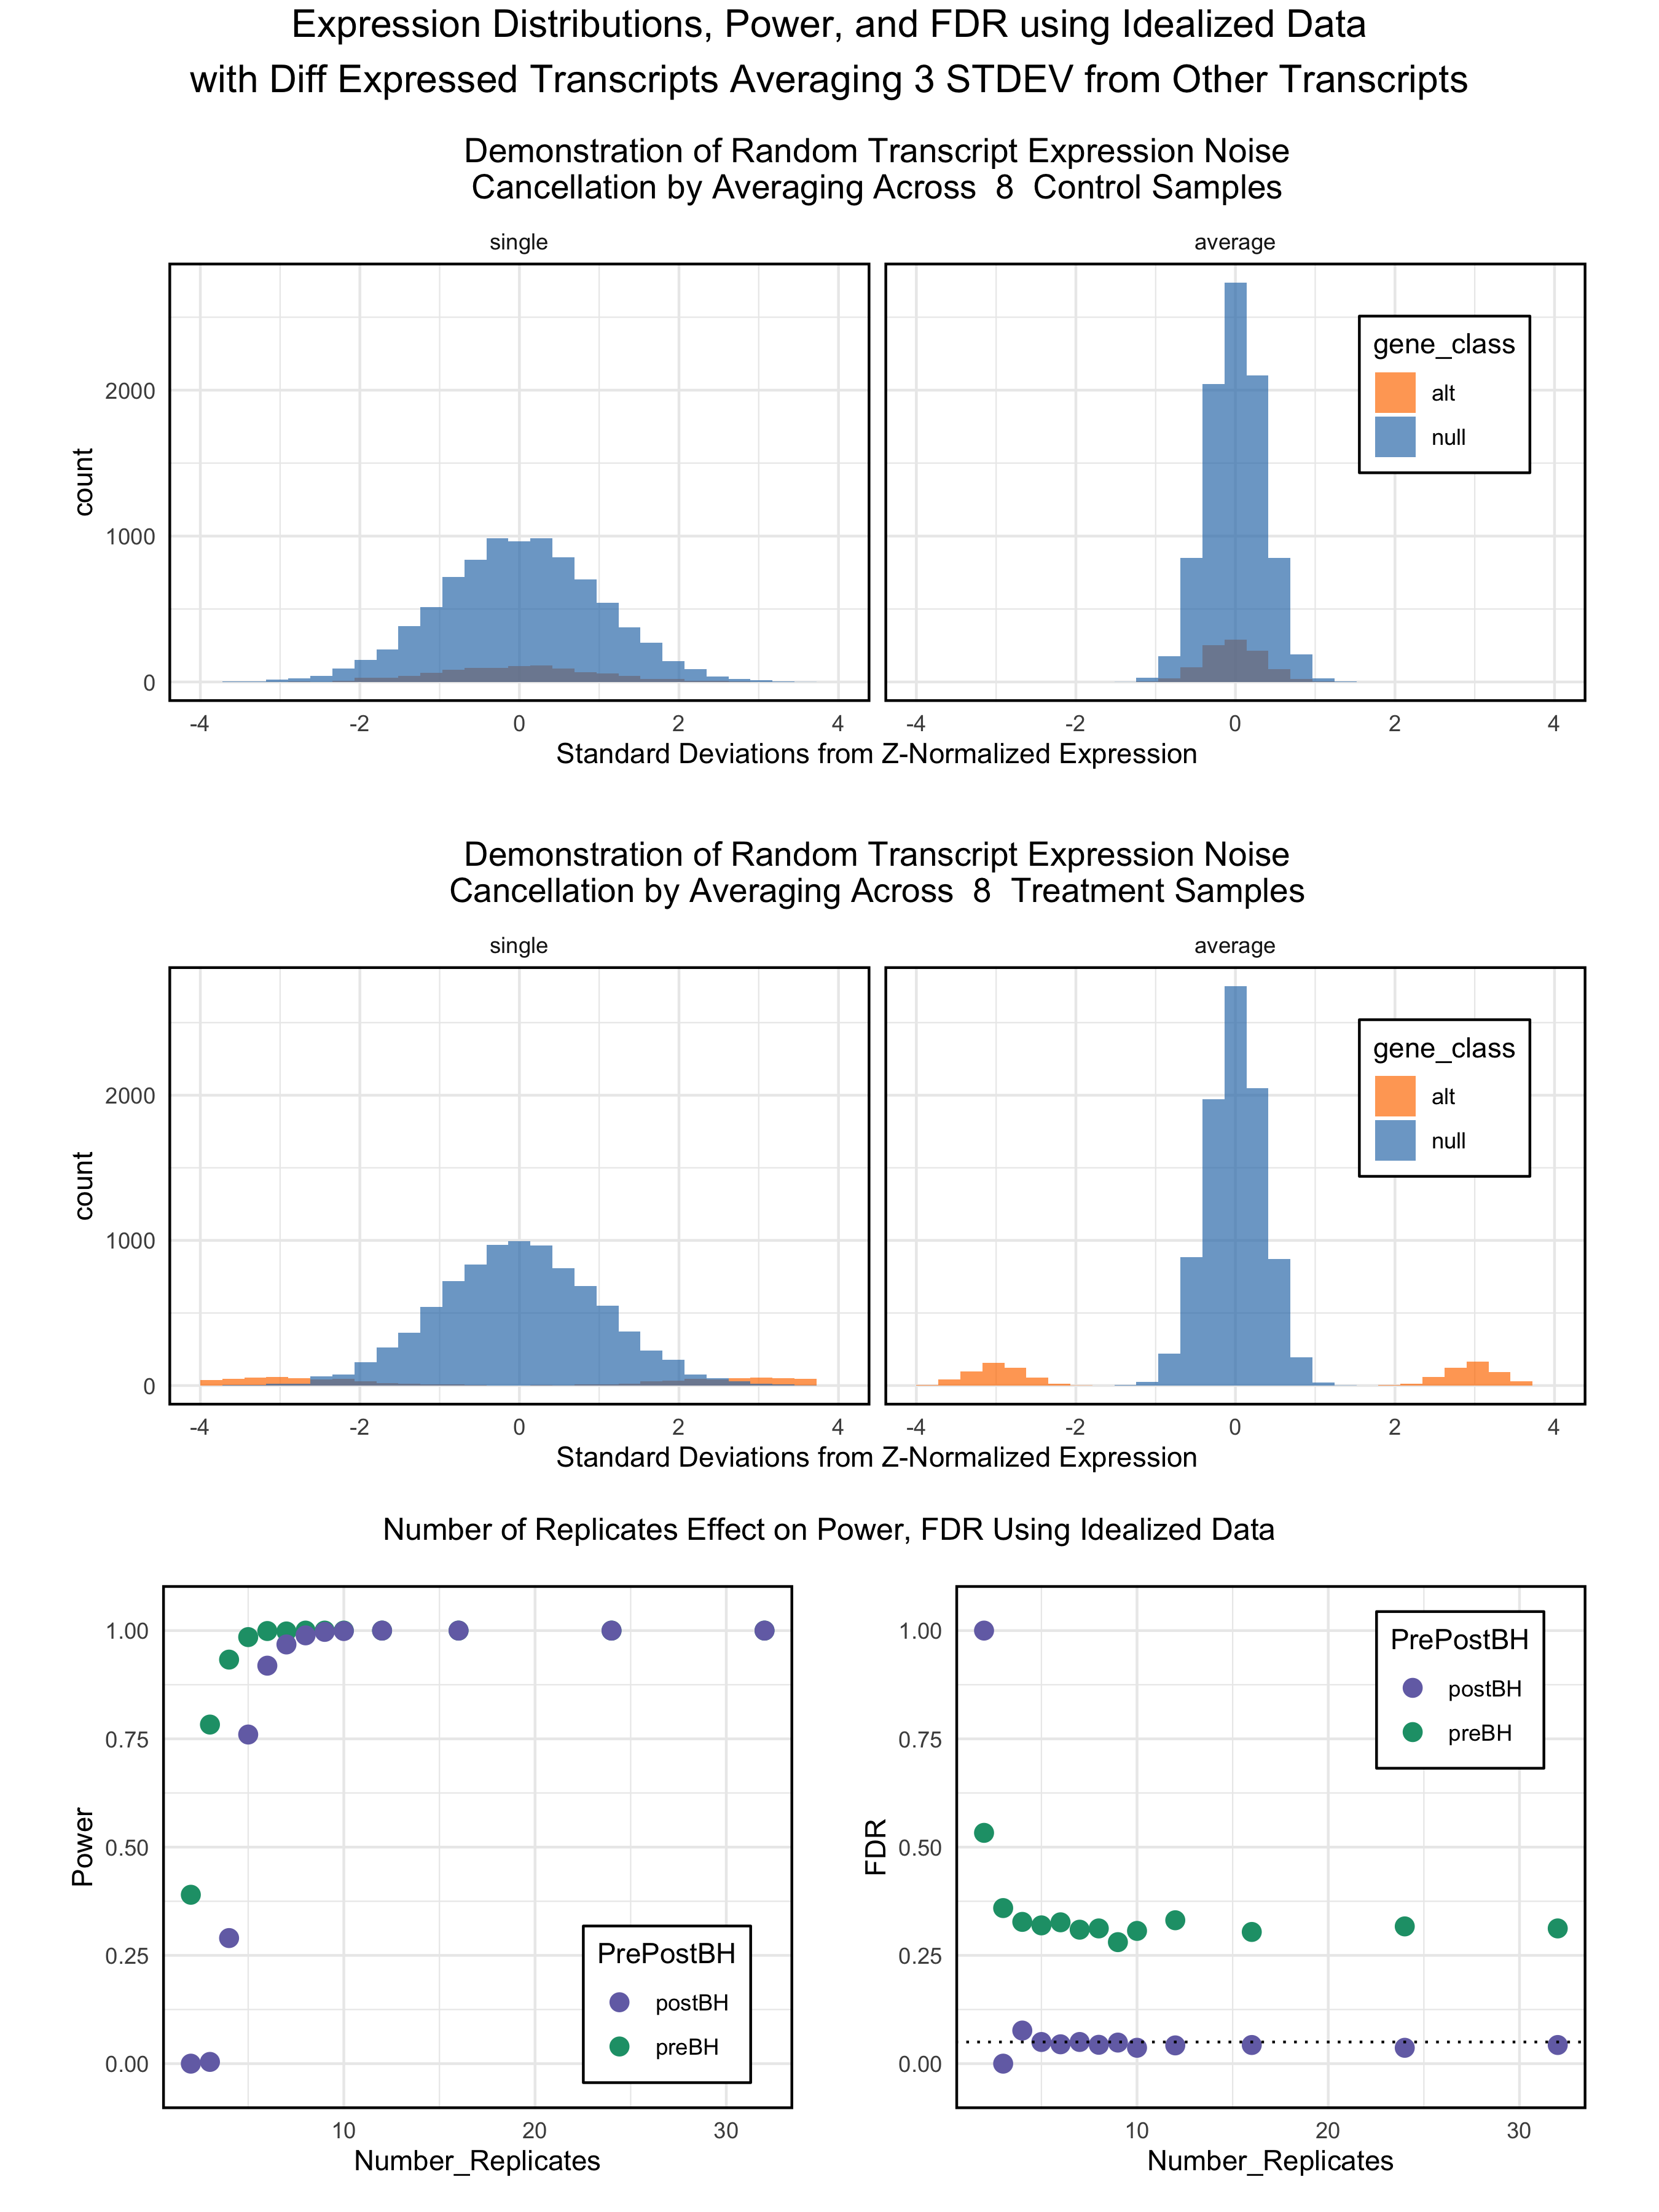 Expression Distributions, Power, and FDR using Idealized Data
with Diff Expressed Transcripts Averaging 3 STDEV from Other Transcripts
Demonstration of Random Transcript Expression Noise
Cancellation by Averaging Across  8  Control Samples
single
average
count
2000
1000
0
gene_class
alt
null
-4 -2 0 2 4
-4 -2 0 2 4
Standard Deviations from Z-Normalized Expression
Demonstration of Random Transcript Expression Noise
Cancellation by Averaging Across  8  Treatment Samples
single
average
count
2000
1000
0
gene_class
alt
null
-4 -2 0 2 4
-4 -2 0 2 4
Standard Deviations from Z-Normalized Expression
Number of Replicates Effect on Power, FDR Using Idealized Data
Power
1.00
0.75
0.50
0.25
0.00
PrePostBH
postBH
preBH
10 20 30
Number_Replicates
FDR
1.00
0.75
0.50
0.25
0.00
PrePostBH
postBH
preBH
10 20 30
Number_Replicates